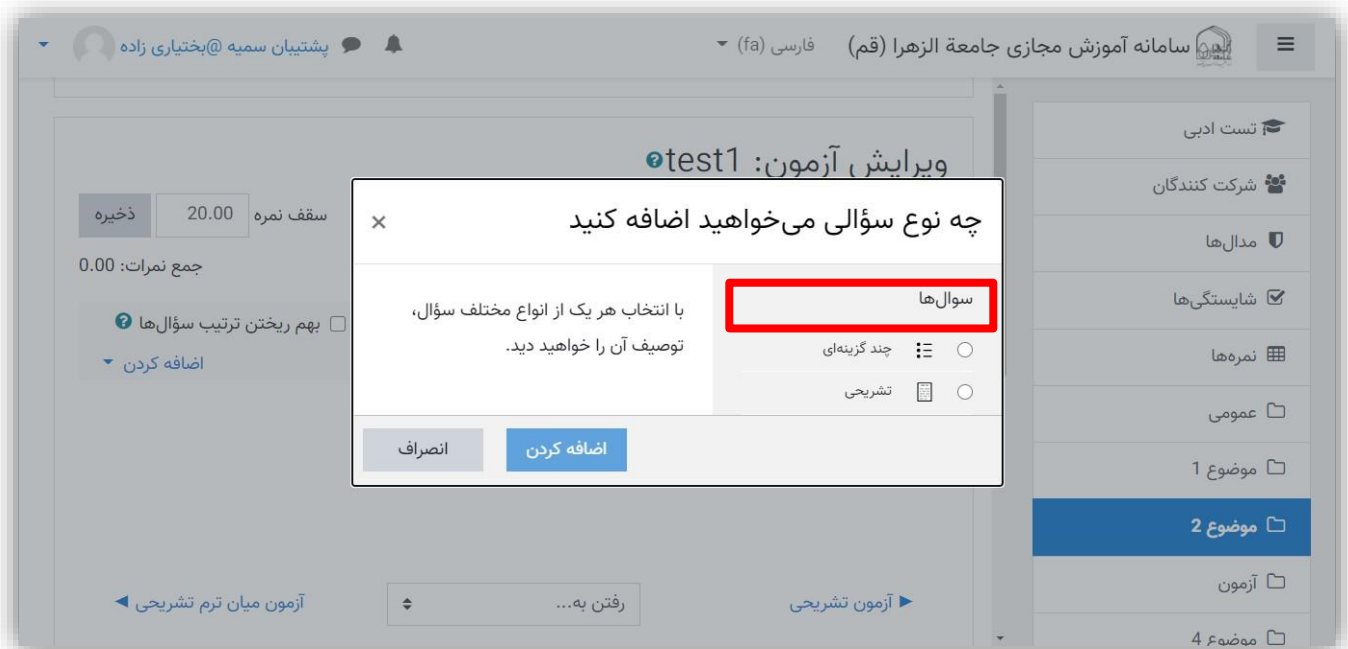 سامانه آموزش مجازی جامعة الزهرا (قم)
فارسی ‎(fa)‎
پشتیبان سمیه @بختیاری زاده
تست ادبی
شرکت کنندگان
مدال‌ها
شایستگی‌ها
نمره‌ها
عمومی
موضوع 1
موضوع 2
آزمون
موضوع 4
ویرایش آزمون: test1
سقف نمره 20.00 ذخیره
جمع نمرات: 0.00
بهم ریختن ترتیب سؤال‌ها
اضافه کردن
چه نوع سؤالی می‌خواهید اضافه کنید ×
سوال‌ها
چند گزینه‌ای
تشریحی
با انتخاب هر یک از انواع مختلف سؤال،
توصیف آن را خواهید دید.
اضافه کردن
انصراف
آزمون تشریحی
رفتن به...
آزمون میان ترم تشریحی